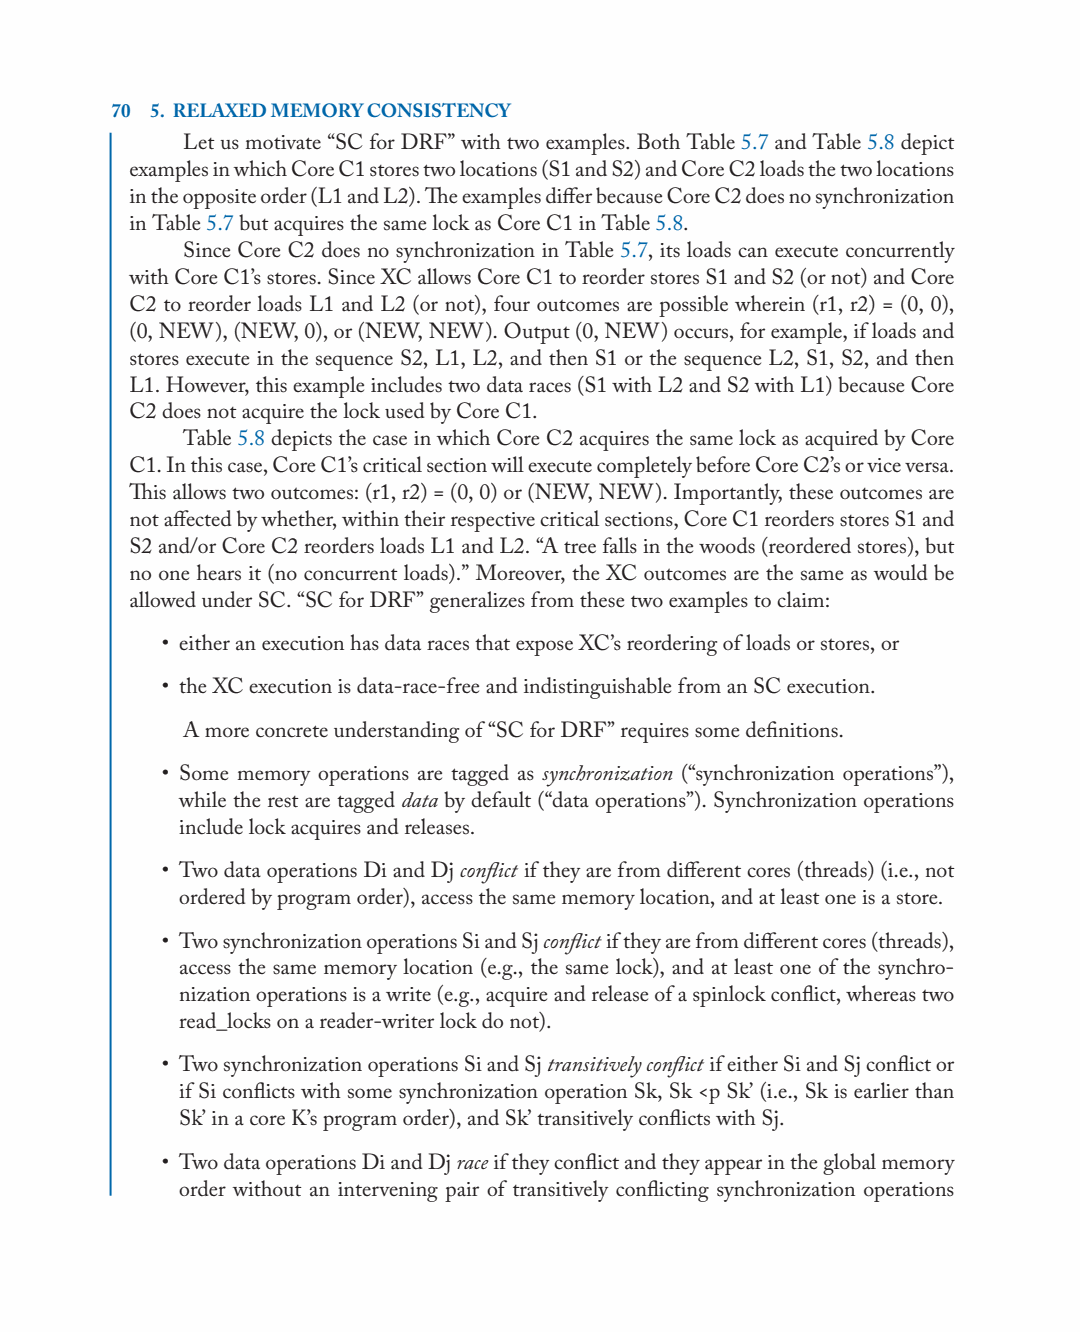 70 5. RELAXED MEMORY CONSISTENCY
Let us motivate “SC for DRF” with two examples. Both Table 5.7 and Table 5.8 depict
examples in which Core C1 stores two locations (S1 and S2) and Core C2 loads the two locations
in the opposite order (L1 and L2). The examples differ because Core C2 does no synchronization
in Table 5.7 but acquires the same lock as Core C1 in Table 5.8.
Since Core C2 does no synchronization in Table 5.7, its loads can execute concurrently
with Core C1’s stores. Since XC allows Core C1 to reorder stores S1 and S2 (or not) and Core
C2 to reorder loads L1 and L2 (or not), four outcomes are possible wherein (r1, r2) = (0, 0),
(0, NEW), (NEW, 0), or (NEW, NEW). Output (0, NEW) occurs, for example, if loads and
stores execute in the sequence S2, L1, L2, and then S1 or the sequence L2, S1, S2, and then
L1. However, this example includes two data races (S1 with L2 and S2 with L1) because Core
C2 does not acquire the lock used by Core C1.
Table 5.8 depicts the case in which Core C2 acquires the same lock as acquired by Core
C1. In this case, Core C1’s critical section will execute completely before Core C2’s or vice versa.
This allows two outcomes: (r1, r2) = (0, 0) or (NEW, NEW). Importantly, these outcomes are
not affected by whether, within their respective critical sections, Core C1 reorders stores S1 and
S2 and/or Core C2 reorders loads L1 and L2. “A tree falls in the woods (reordered stores), but
no one hears it (no concurrent loads).” Moreover, the XC outcomes are the same as would be
allowed under SC. “SC for DRF” generalizes from these two examples to claim:
• either an execution has data races that expose XC’s reordering of loads or stores, or
• the XC execution is data-race-free and indistinguishable from an SC execution.
A more concrete understanding of “SC for DRF” requires some definitions.
• Some memory operations are tagged as synchronization (“synchronization operations”),
while the rest are tagged data by default (“data operations”). Synchronization operations
include lock acquires and releases.
• Two data operations Di and Dj conflict if they are from different cores (threads) (i.e., not
ordered by program order), access the same memory location, and at least one is a store.
• Two synchronization operations Si and Sj conflict if they are from different cores (threads),
access the same memory location (e.g., the same lock), and at least one of the synchro-
nization operations is a write (e.g., acquire and release of a spinlock conflict, whereas two
read_locks on a reader-writer lock do not).
• Two synchronization operations Si and Sj transitively conflict if either Si and Sj conflict or
if Si conflicts with some synchronization operation Sk, Sk <p Sk’ (i.e., Sk is earlier than
Sk’ in a core K’s program order), and Sk’ transitively conflicts with Sj.
• Two data operations Di and Dj race if they conflict and they appear in the global memory
order without an intervening pair of transitively conflicting synchronization operations